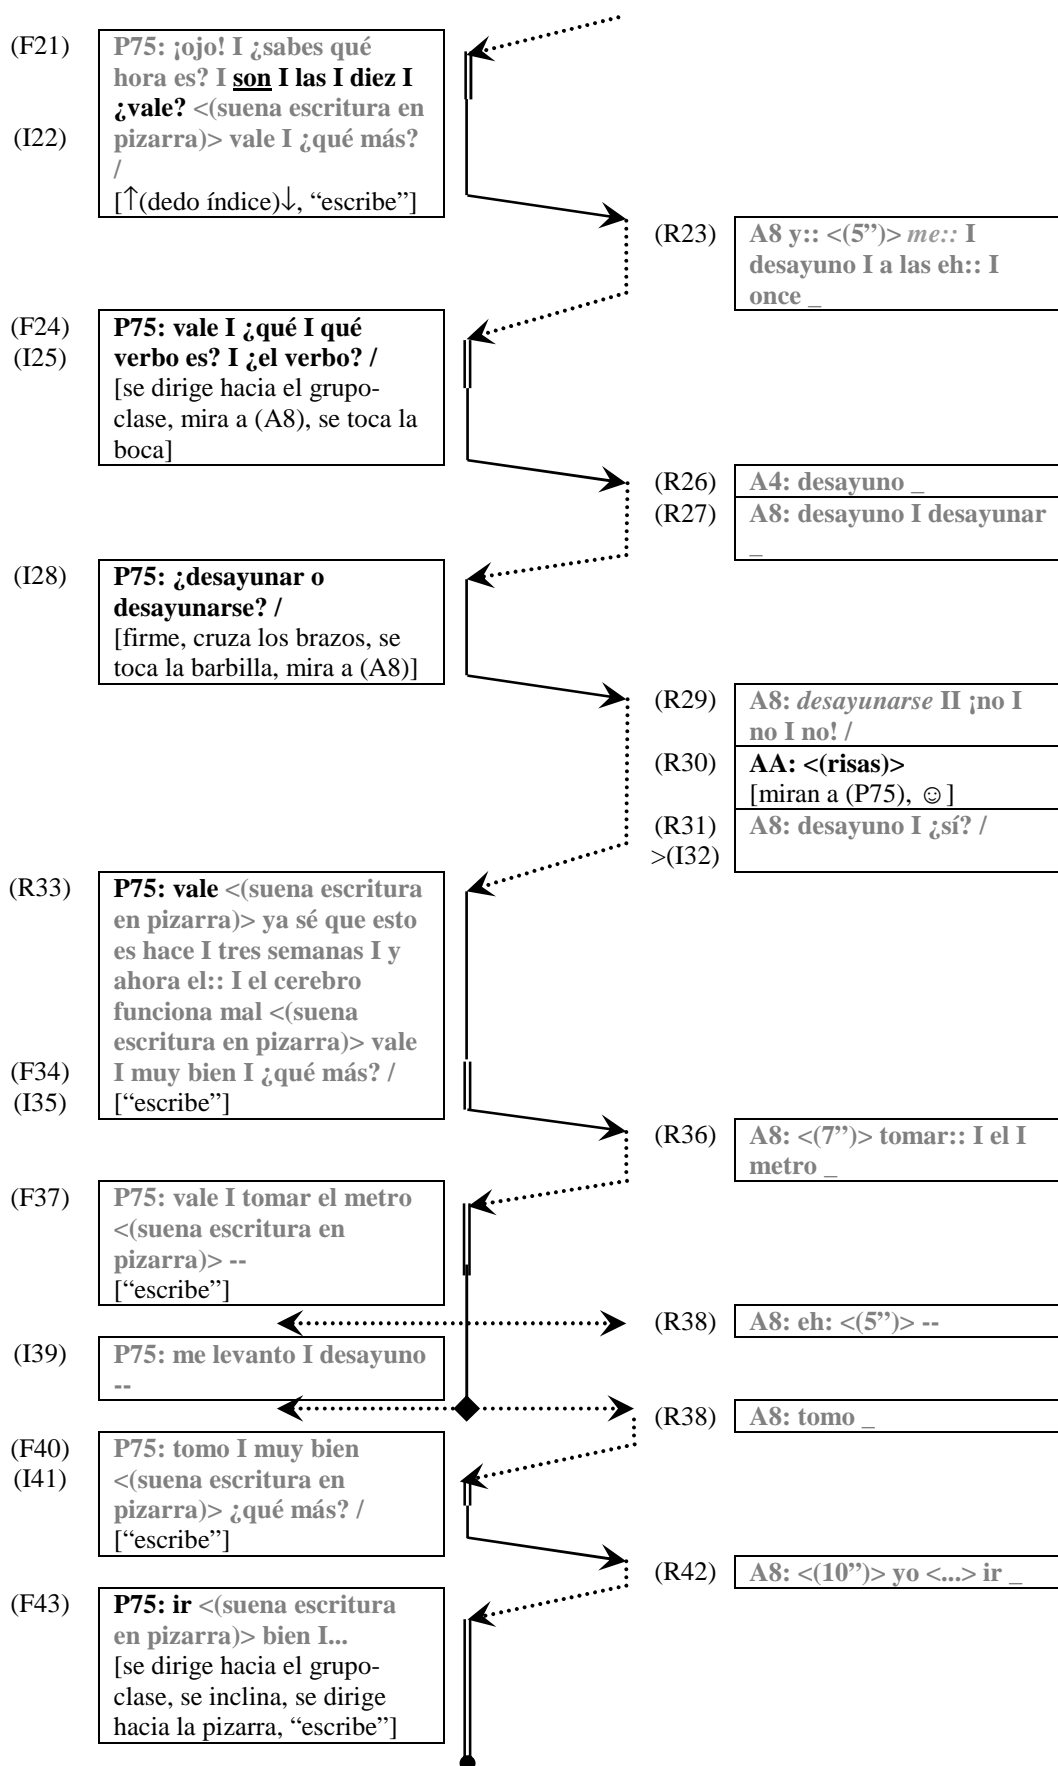 (F21)
P75: ¡ojo! I ¿sabes qué
hora es? I son I las I diez I
¿vale? <(suena escritura en
(I22)
pizarra)> vale I ¿qué más?
/
[↑(dedo índice)↓, “escribe”]
(R23)
A8 y:: <(5”)> me:: I
desayuno I a las eh:: I
once _
(F24)
P75: vale I ¿qué I qué
(I25)
verbo es? I ¿el verbo? /
[se dirige hacia el grupo-
clase, mira a (A8), se toca la
boca]
(R26)
A4: desayuno _
(R27)
A8: desayuno I desayunar
_
(I28)
P75: ¿desayunar o
desayunarse? /
[firme, cruza los brazos, se
toca la barbilla, mira a (A8)]
(R29)
A8: desayunarse II ¡no I
no I no! /
(R30)
AA: <(risas)>
[miran a (P75), ☺]
(R31)
A8: desayuno I ¿sí? /
>(I32)
(R33)
P75: vale <(suena escritura
en pizarra)> ya sé que esto
es hace I tres semanas I y
ahora el:: I el cerebro
funciona mal <(suena
escritura en pizarra)> vale
(F34)
I muy bien I ¿qué más? /
(I35)
[“escribe”]
(R36)
A8: <(7”)> tomar:: I el I
metro _
(F37)
P75: vale I tomar el metro
<(suena escritura en
pizarra)> --
[“escribe”]
(R38)
A8: eh: <(5”)> --
(I39)
P75: me levanto I desayuno
--
(R38)
A8: tomo _
(F40)
P75: tomo I muy bien
(I41)
<(suena escritura en
pizarra)> ¿qué más? /
[“escribe”]
(R42)
A8: <(10”)> yo <...> ir _
(F43)
P75: ir <(suena escritura
en pizarra)> bien I...
[se dirige hacia el grupo-
clase, se inclina, se dirige
hacia la pizarra, “escribe”]